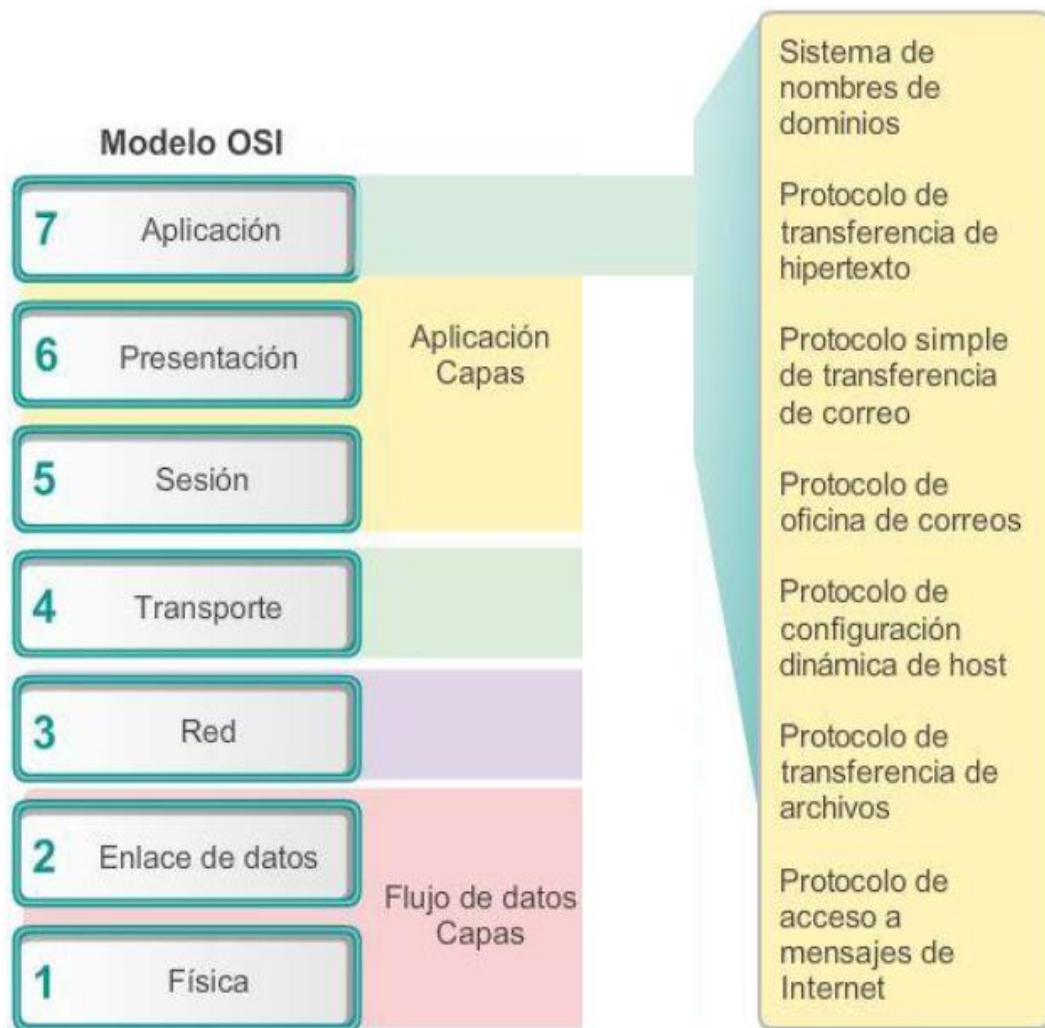 Modelo OSI
7 Aplicación
6 Presentación
5 Sesión
4 Transporte
3 Red
2 Enlace de datos
1 Física
Aplicación
Capas
Flujo de datos
Capas
Sistema de
nombres de
dominios
Protocolo de
transferencia de
hipertexto
Protocolo simple
de transferencia
de correo
Protocolo de
oficina de correos
Protocolo de
configuración
dinámica de host
Protocolo de
transferencia de
archivos
Protocolo de
acceso a
mensajes de
Internet